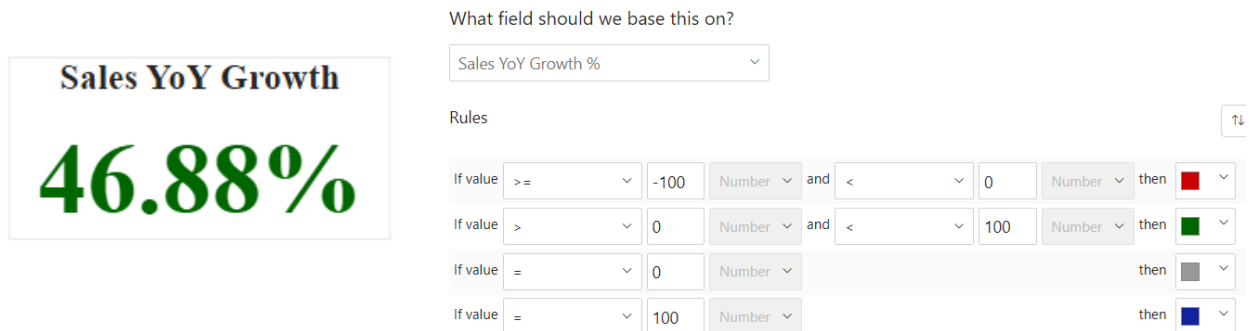 What field should we base this on?
Sales YoY Growth %
Sales YoY Growth
46.88%
Rules
If value >= -100 Number and < 0 Number then
If value > 0 Number and < 100 Number then
If value = 0 Number then
If value = 100 Number then